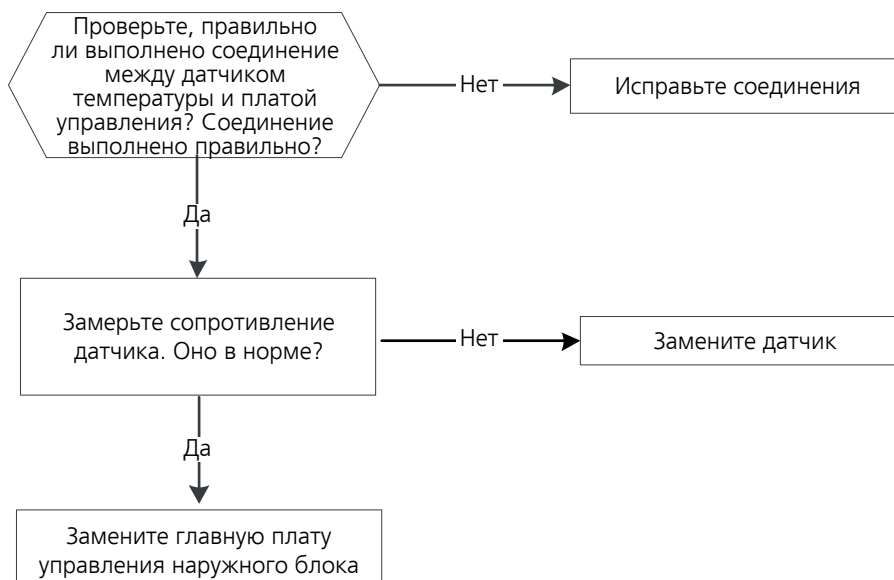 Проверьте, правильно
ли выполнено соединение
между датчиком
температуры и платой
управления? Соединение
выполнено правильно?
Нет
Исправьте соединения
Да
Замерьте сопротивление
датчика. Оно в норме?
Нет
Замените датчик
Да
Замените главную плату
управления наружного блока